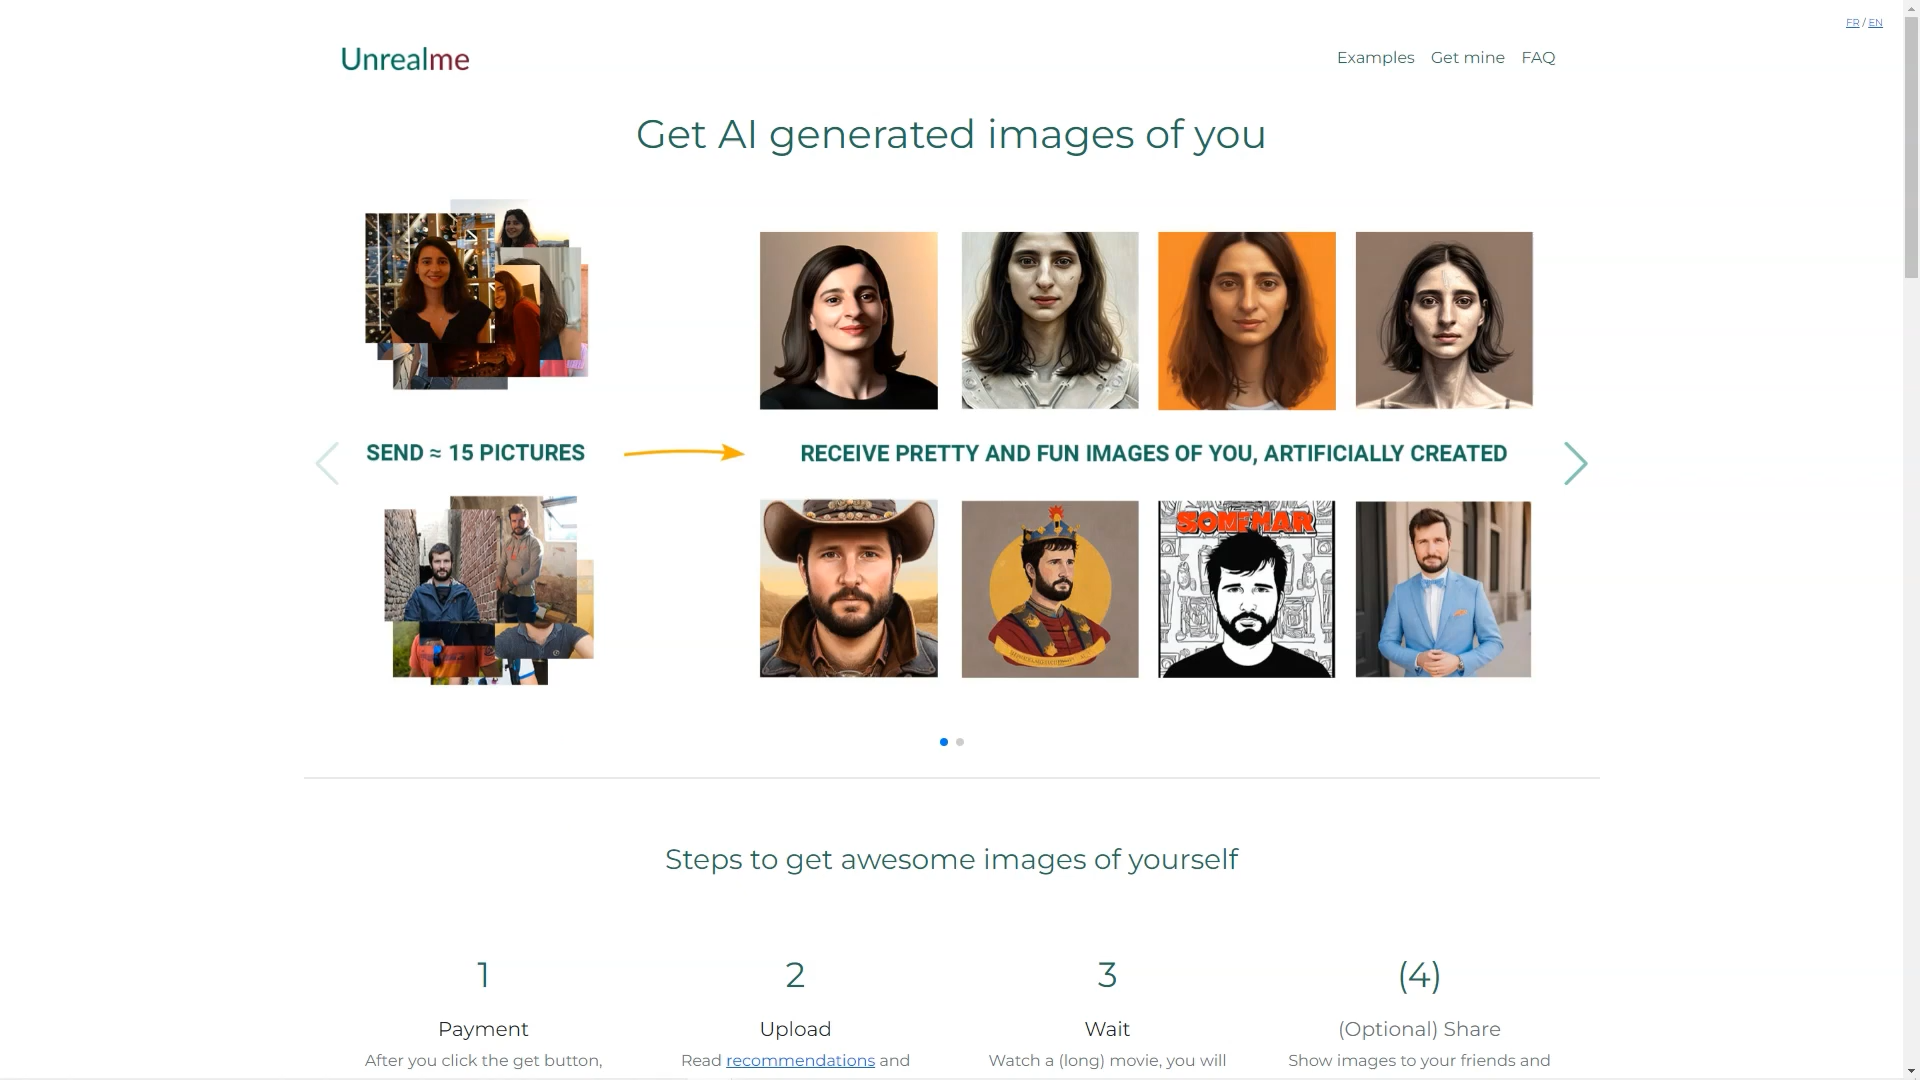 FR / EN
Unrealme
Examples Get mine FAQ
Get AI generated images of you
SEND ≈ 15 PICTURES
RECEIVE PRETTY AND FUN IMAGES OF YOU, ARTIFICIALLY CREATED
SOMEMAR
Steps to get awesome images of yourself
1
Payment
After you click the get button,
2
Upload
Read recommendations and
3
Wait
Watch a (long) movie, you will
(4)
(Optional) Share
Show images to your friends and